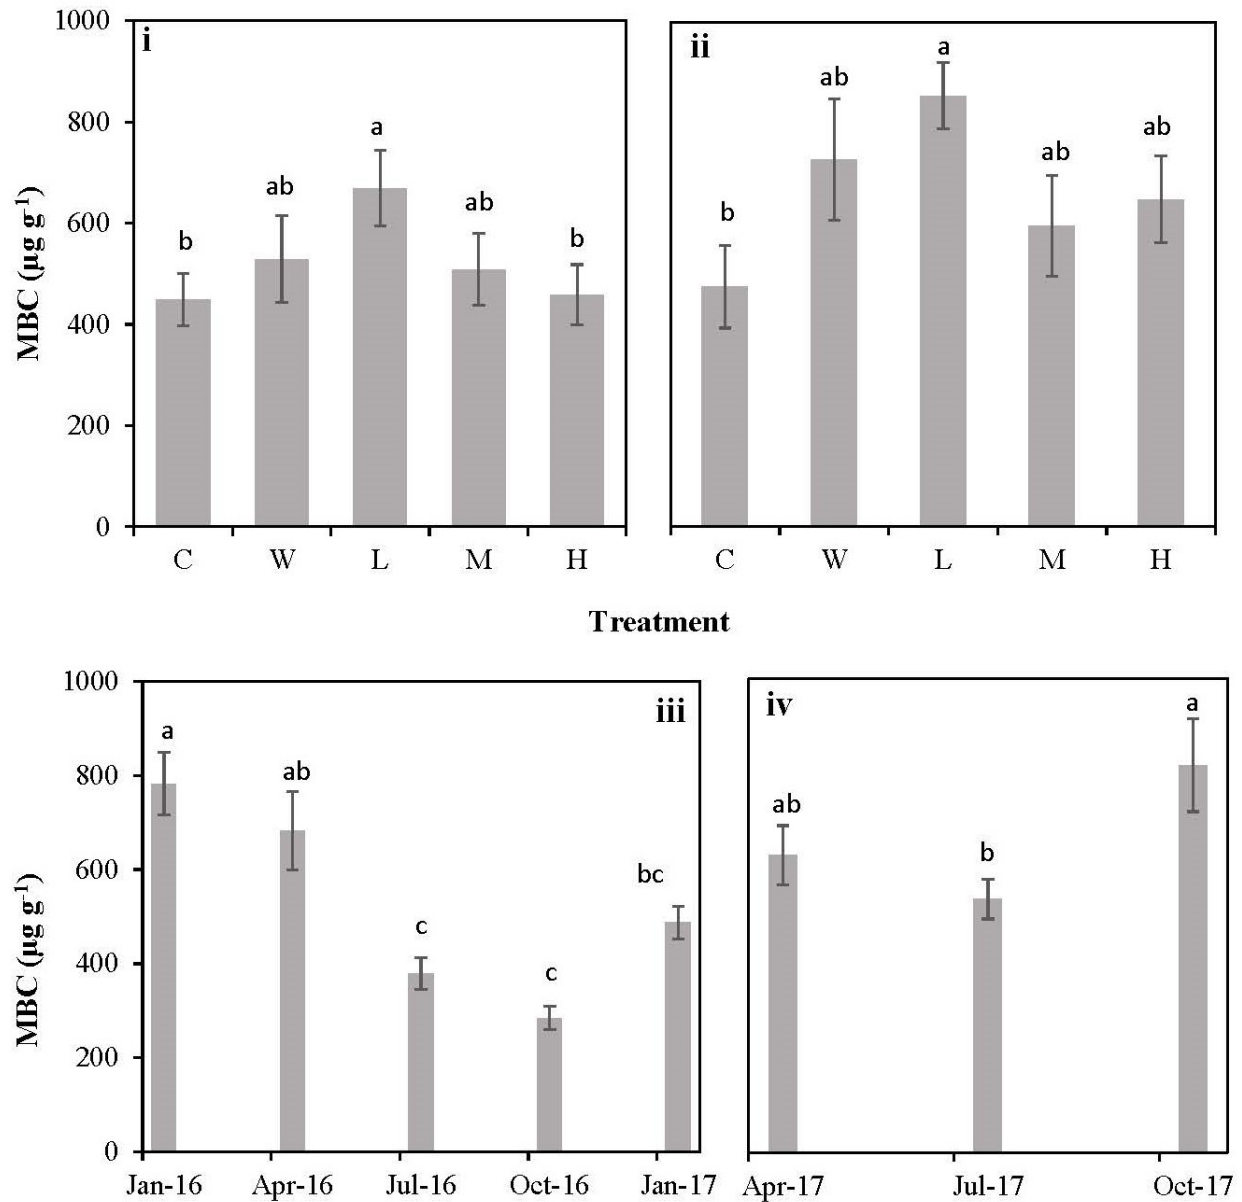 1000
800
600
400
200
0
MBC (µg g⁻¹)
i
b
ab
a
ab
b
C W L M H
ii
b
ab
a
ab
ab
C W L M H
Treatment
1000
800
600
400
200
0
MBC (µg g⁻¹)
iii
a
ab
c
c
bc
Jan-16 Apr-16 Jul-16 Oct-16 Jan-17
iv
ab
b
a
Apr-17 Jul-17 Oct-17